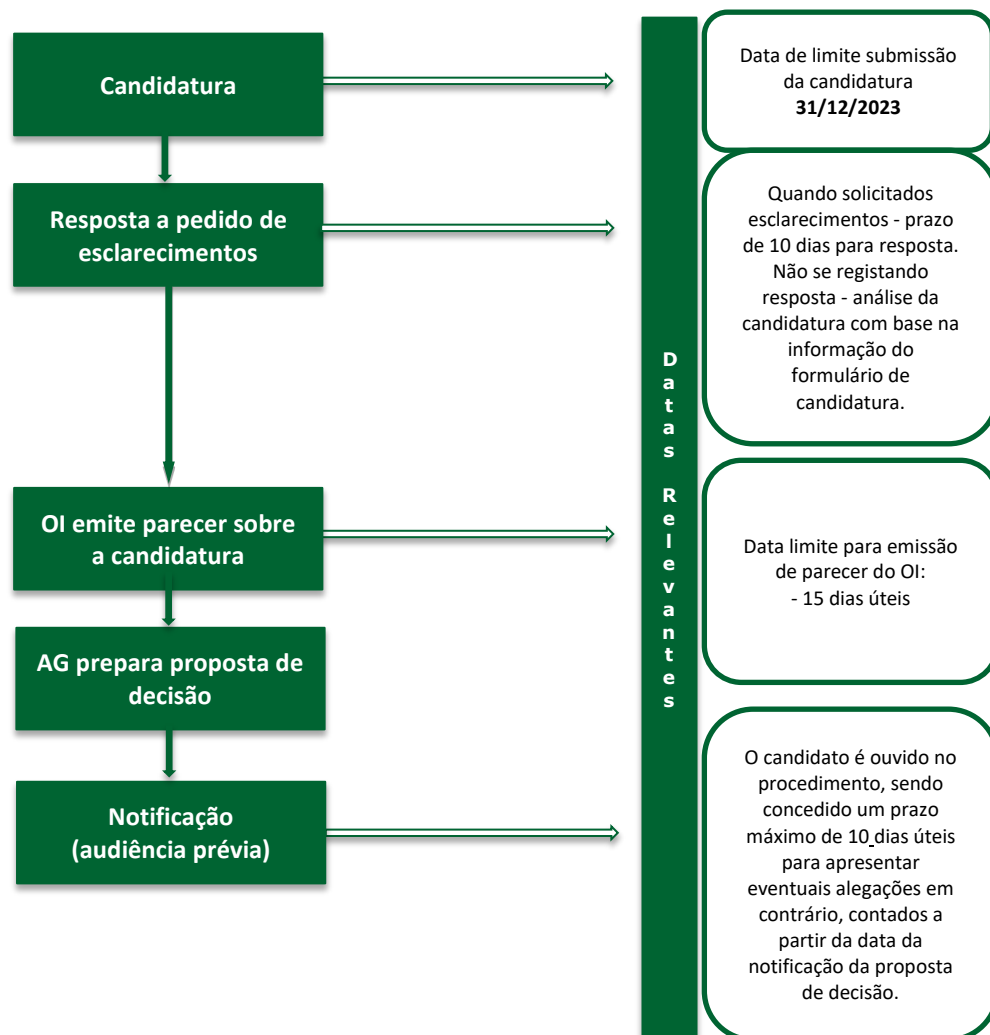 Candidatura
Data de limite submissão
da candidatura
31/12/2023
Resposta a pedido de
esclarecimentos
Quando solicitados
esclarecimentos - prazo
de 10 dias para resposta.
Não se registando
resposta - análise da
candidatura com base na
informação do
formulário de
candidatura.
Datas Relevantes
OI emite parecer sobre
a candidatura
Data limite para emissão
de parecer do OI:
- 15 dias úteis
AG prepara proposta de
decisão
Notificação
(audiência prévia)
O candidato é ouvido no
procedimento, sendo
concedido um prazo
máximo de 10 dias úteis
para apresentar
eventuais alegações em
contrário, contados a
partir da data da
notificação da proposta
de decisão.